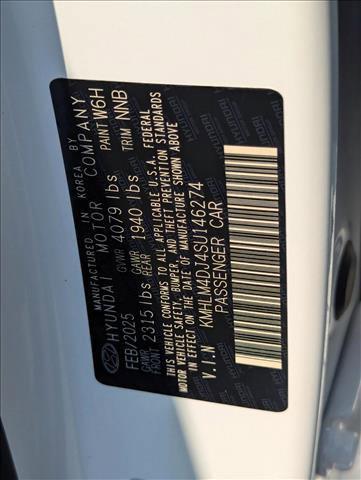 MANUFACTURED IN KOREA BY
HYUNDAI MOTOR COMPANY
FEB/2025 GVWR 4079 lbs PAINT W6H
GAWR FRT 2315 lbs GAWR REAR 1940 lbs TRIM NNB
THIS VEHICLE CONFORMS TO ALL APPLICABLE U.S.A. FEDERAL
MOTOR VEHICLE SAFETY, BUMPER, AND THEFT PREVENTION STANDARDS
IN EFFECT ON THE DATE OF MANUFACTURE SHOWN ABOVE
V.I.N KMHLM4DJ4SU146274
PASSENGER CAR